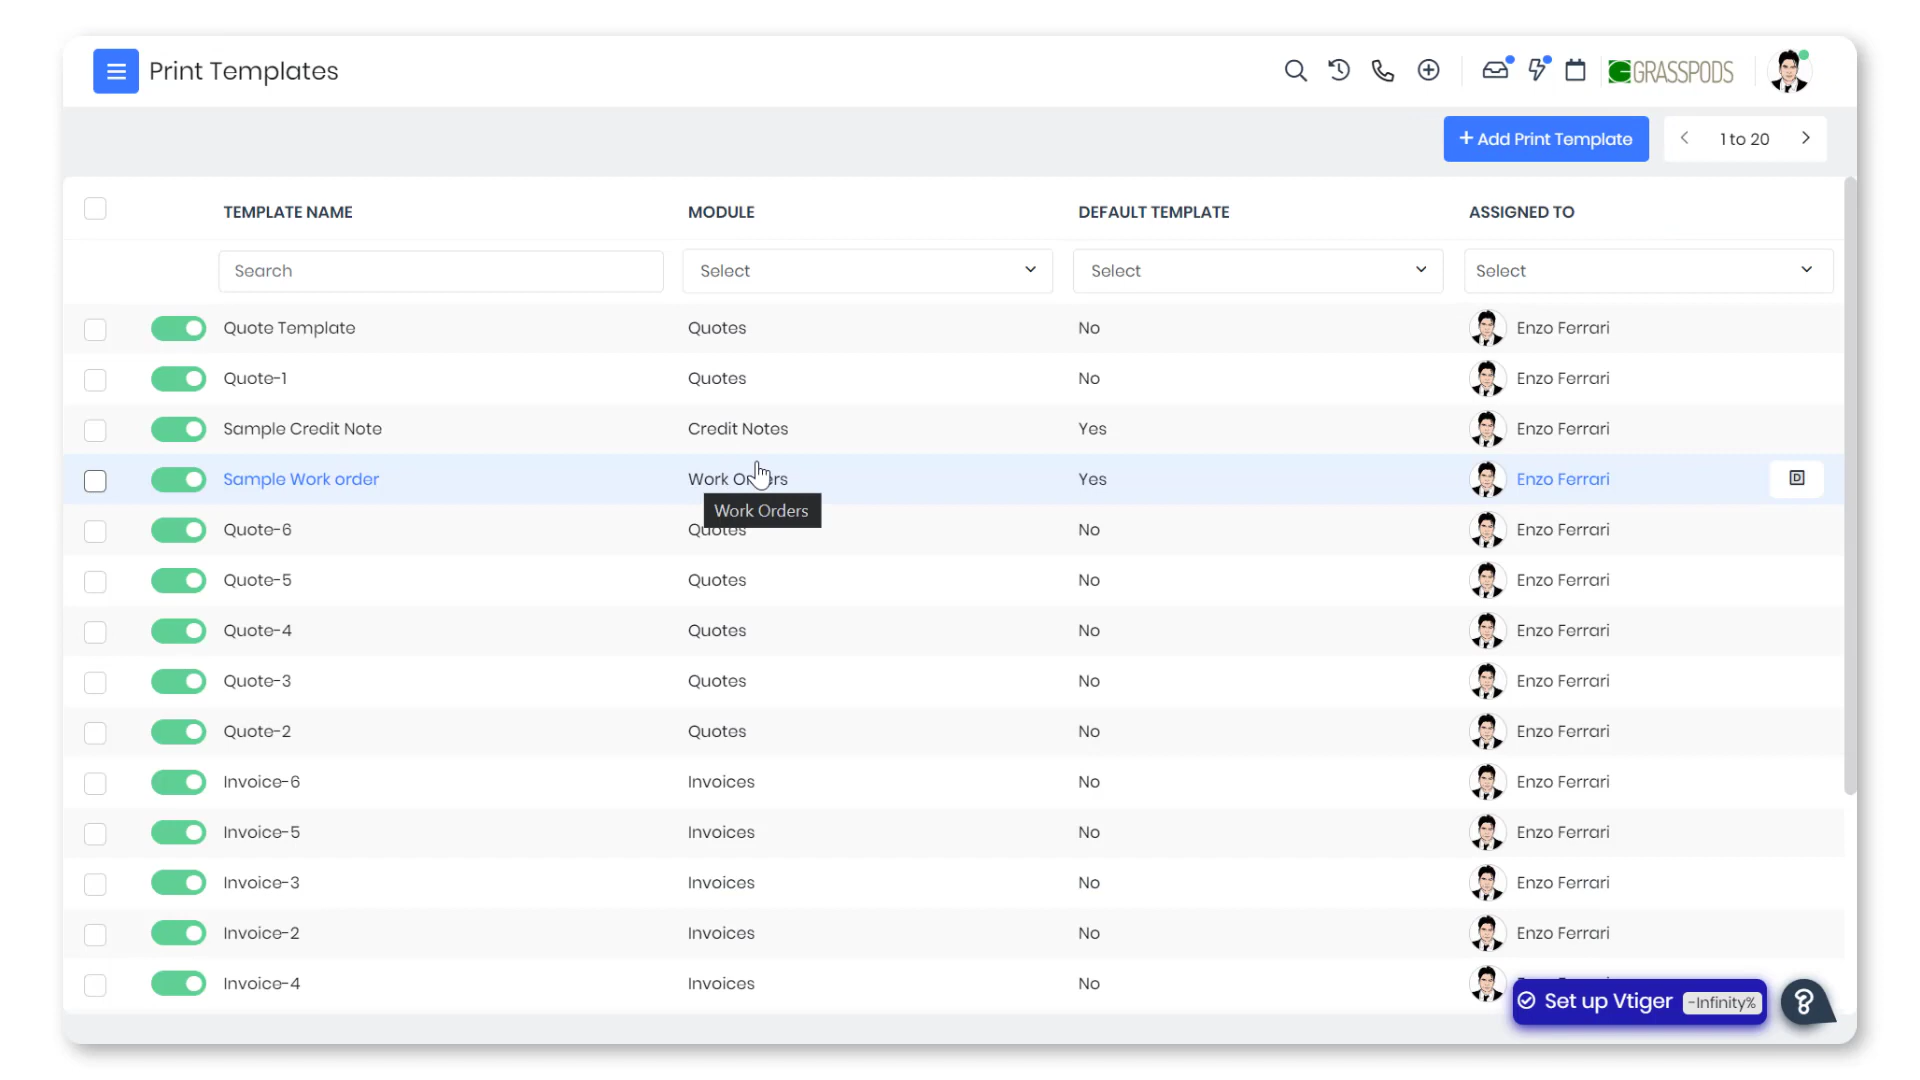 Print Templates
GRASSPODS
+ Add Print Template
1 to 20
TEMPLATE NAME MODULE DEFAULT TEMPLATE ASSIGNED TO
Search Select Select Select
Quote Template Quotes No Enzo Ferrari
Quote-1 Quotes No Enzo Ferrari
Sample Credit Note Credit Notes Yes Enzo Ferrari
Sample Work order Work Orders Yes Enzo Ferrari D
Work Orders
Quote-6 Quotes No Enzo Ferrari
Quote-5 Quotes No Enzo Ferrari
Quote-4 Quotes No Enzo Ferrari
Quote-3 Quotes No Enzo Ferrari
Quote-2 Quotes No Enzo Ferrari
Invoice-6 Invoices No Enzo Ferrari
Invoice-5 Invoices No Enzo Ferrari
Invoice-3 Invoices No Enzo Ferrari
Invoice-2 Invoices No Enzo Ferrari
Invoice-4 Invoices No
Set up Vtiger -Infinity% ?